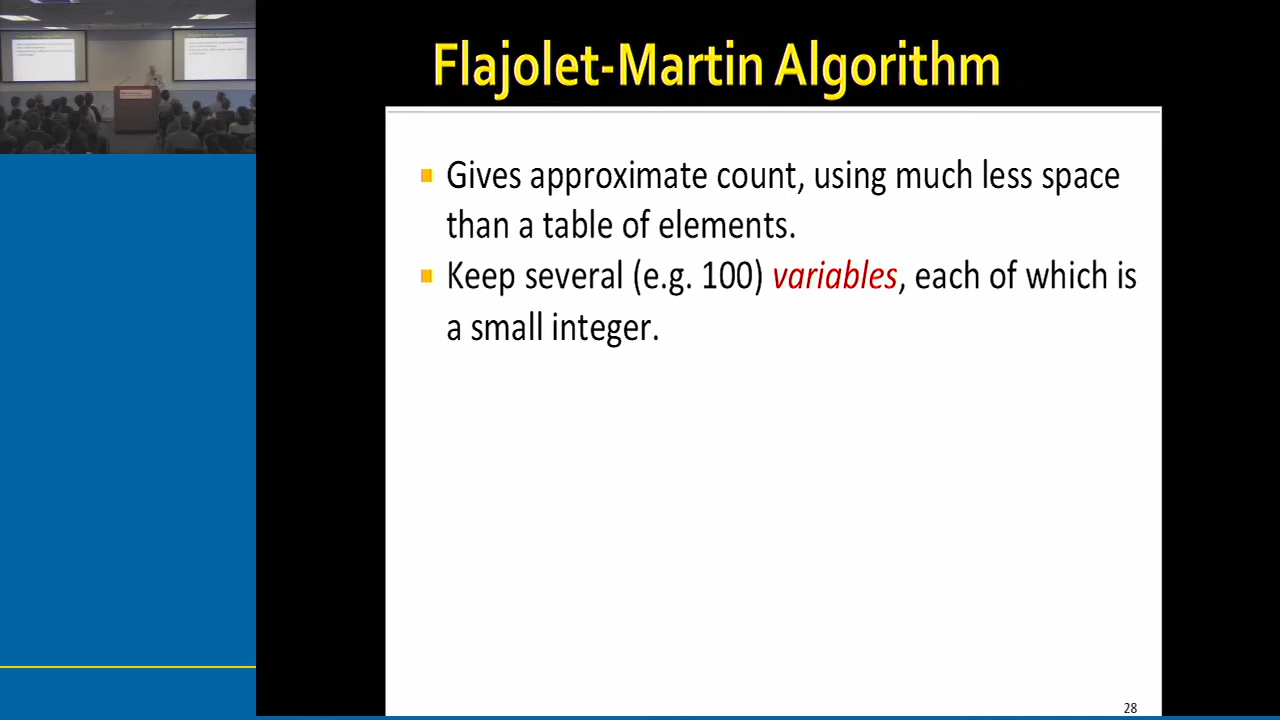 Flajolet-Martin Algorithm
Gives approximate count, using much less space
than a table of elements.
Keep several (e.g. 100) variables, each of which is
a small integer.
28